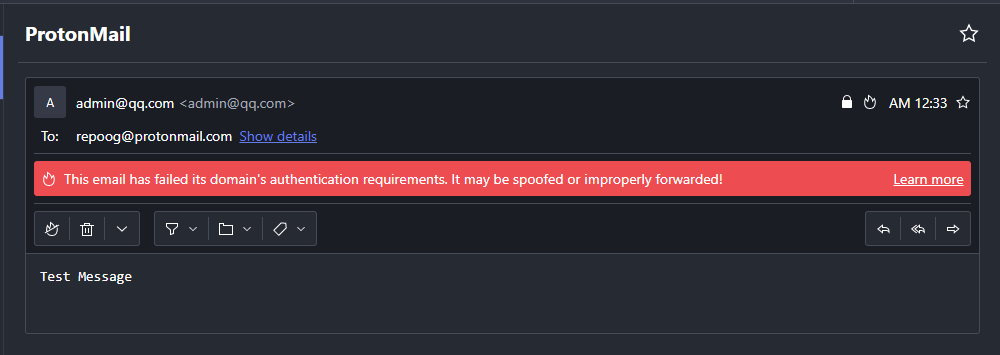 ProtonMail
A admin@qq.com <admin@qq.com> AM 12:33
To: repoog@protonmail.com Show details
This email has failed its domain's authentication requirements. It may be spoofed or improperly forwarded! Learn more
Test Message